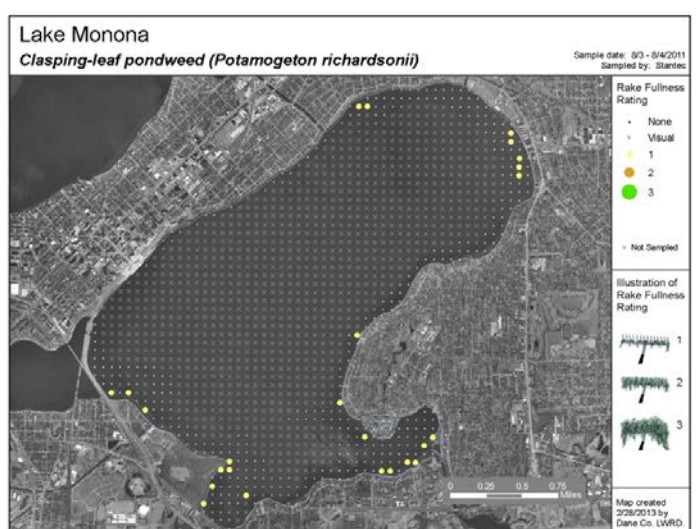 Lake Monona
Clasping-leaf pondweed (Potamogeton richardsonii)
Sample date: 8/3 - 8/4/2011
Sampled by: Stantec
Rake Fullness
Rating
None
Visual
1
2
3
Not Sampled
Illustration of
Rake Fullness
Rating
1
2
3
0 0.25 0.5 0.75
Miles
Map created
2/28/2013 by
Dane Co. LWRD